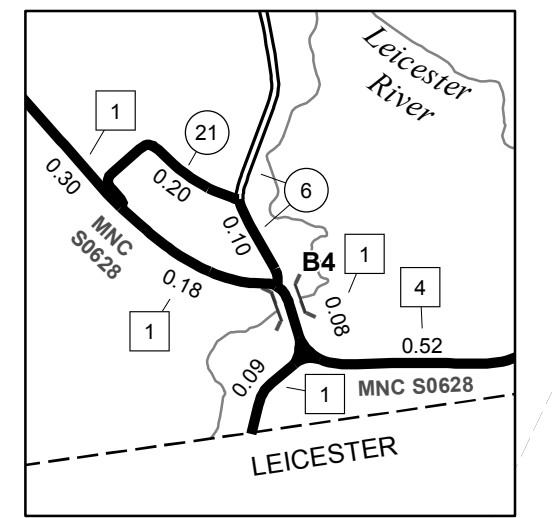 Leicester
River
1
21
0.30
0.20
6
MNC
S0628
0.10
B4
1
0.18
0.08
4
1
0.52
0.09
1
MNC S0628
LEICESTER